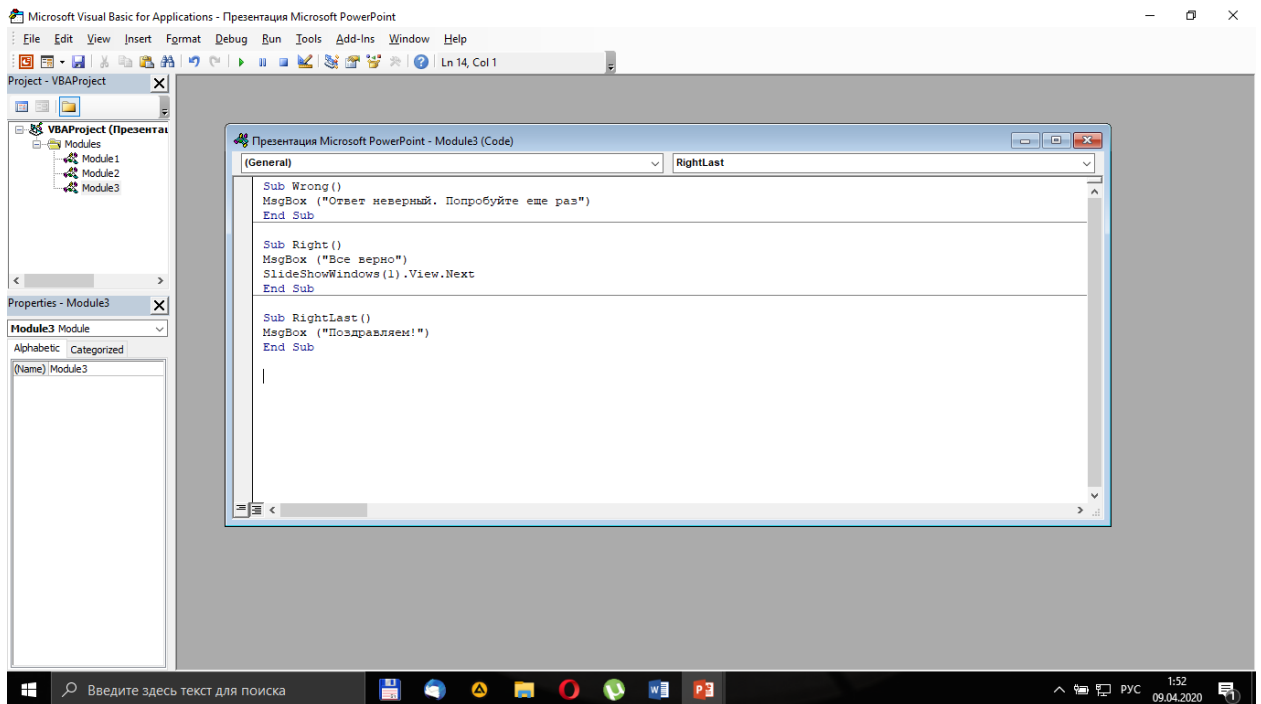 Microsoft Visual Basic for Applications - Презентация Microsoft PowerPoint
File Edit View Insert Format Debug Run Tools Add-Ins Window Help
Ln 14, Col 1
Project - VBAProject
VBAProject (Презента
Modules
Module1
Module2
Module3
Properties - Module3
Module3 Module
Alphabetic Categorized
(Name) Module3
Презентация Microsoft PowerPoint - Module3 (Code)
(General) RightLast
Sub Wrong()
MsgBox ("Ответ неверный. Попробуйте еще раз")
End Sub
Sub Right()
MsgBox ("Все верно")
SlideShowWindows(1).View.Next
End Sub
Sub RightLast()
MsgBox ("Поздравляем!")
End Sub
Введите здесь текст для поиска
РУС
1:52
09.04.2020